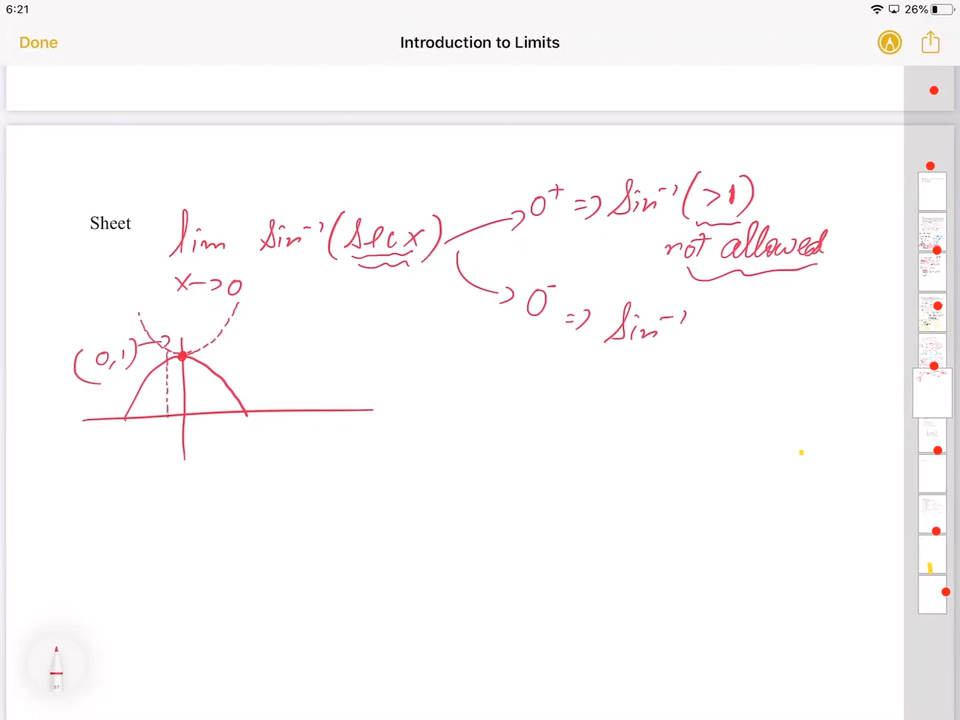 6:21
26%
Done
Introduction to Limits
Sheet
lim sin⁻¹(sec x)
x→0
0⁺ ⇒ sin⁻¹(>1)
not allowed
0⁻ ⇒ sin⁻¹
(0,1)